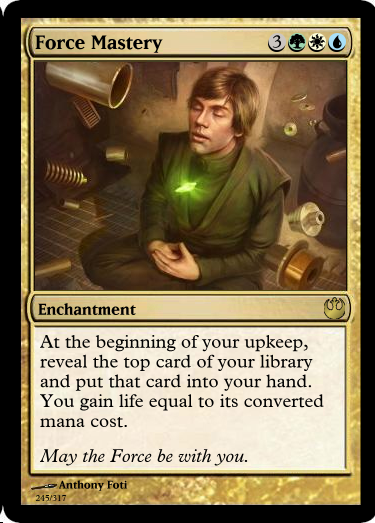 Force Mastery 3
Enchantment
At the beginning of your upkeep,
reveal the top card of your library
and put that card into your hand.
You gain life equal to its converted
mana cost.
May the Force be with you.
Anthony Foti
245/317